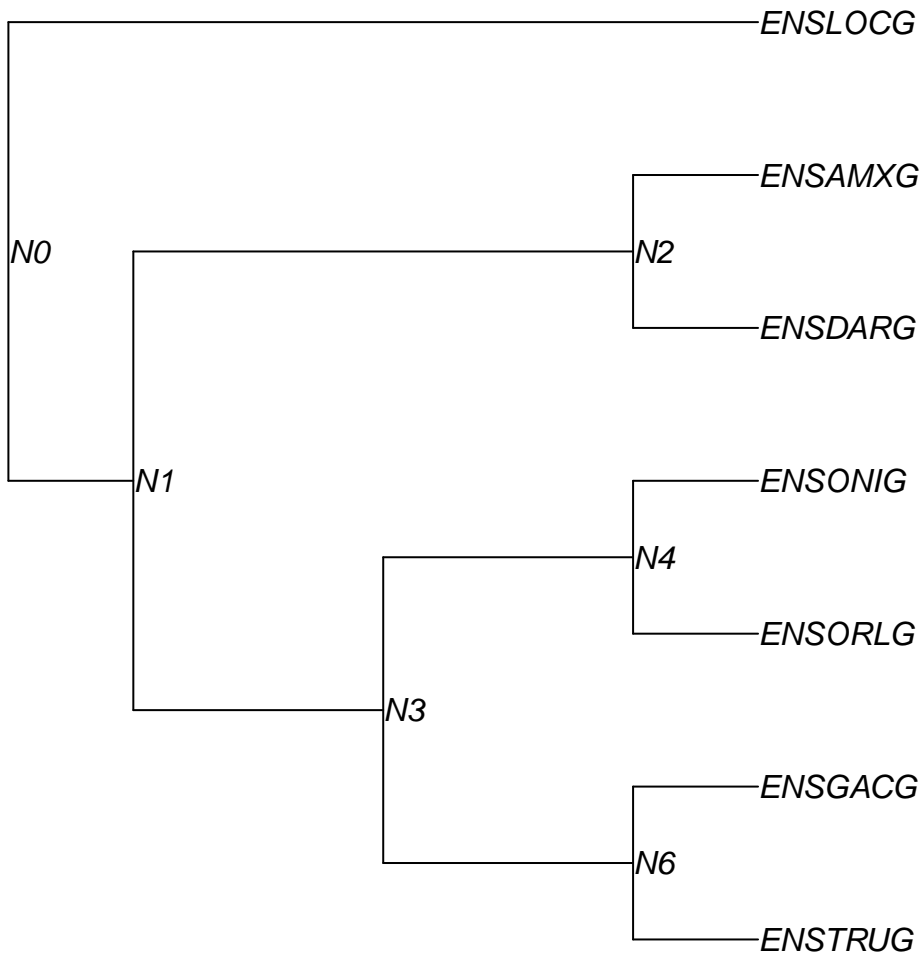 ENSLOCG
ENSAMXG
N0
N2
ENSDARG
N1
ENSONIG
N4
ENSORLG
N3
ENSGACG
N6
ENSTRUG